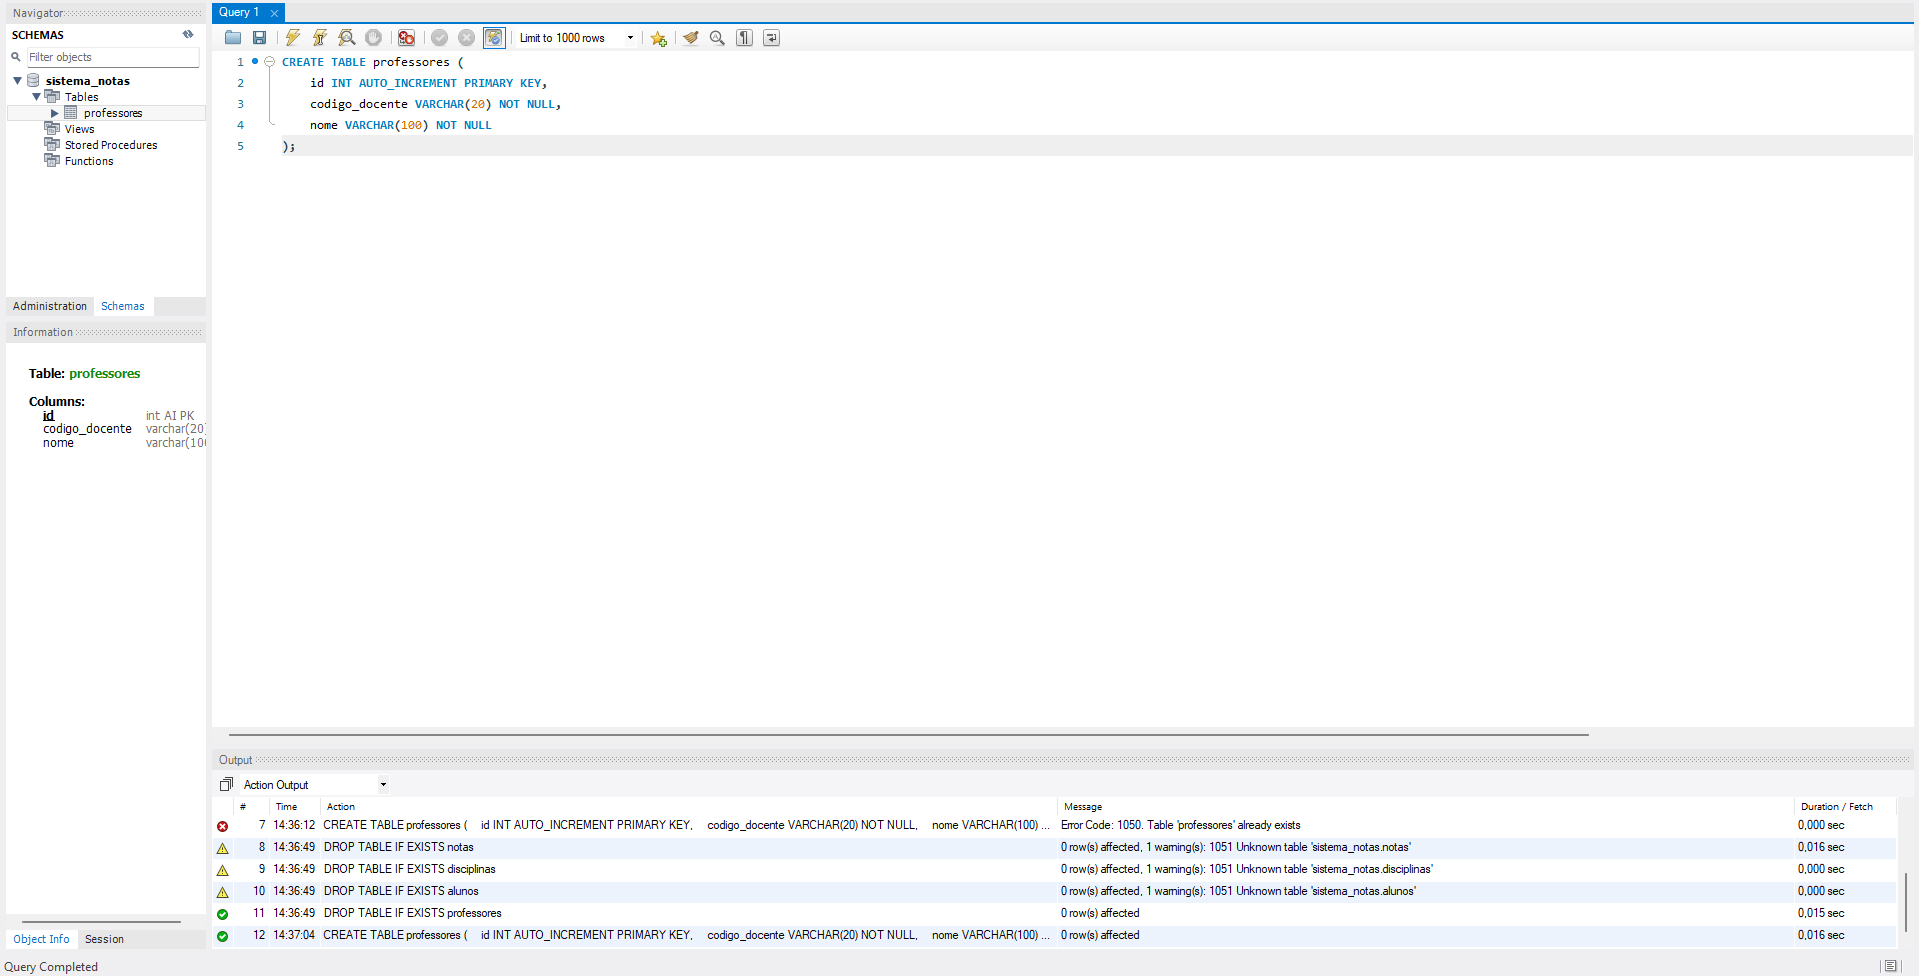 Navigator
SCHEMAS
Filter objects
sistema_notas
Tables
professores
Views
Stored Procedures
Functions
Administration Schemas
Information
Table: professores
Columns:
id int AI PK
codigo_docente varchar(20)
nome varchar(100
Object Info Session
Query 1
Limit to 1000 rows
1 CREATE TABLE professores (
2 id INT AUTO_INCREMENT PRIMARY KEY,
3 codigo_docente VARCHAR(20) NOT NULL,
4 nome VARCHAR(100) NOT NULL
5 );
Output
Action Output
# Time Action Message Duration / Fetch
7 14:36:12 CREATE TABLE professores ( id INT AUTO_INCREMENT PRIMARY KEY, codigo_docente VARCHAR(20) NOT NULL, nome VARCHAR(100) ... Error Code: 1050. Table 'professores' already exists 0,000 sec
8 14:36:49 DROP TABLE IF EXISTS notas 0 row(s) affected, 1 warning(s): 1051 Unknown table 'sistema_notas.notas' 0,016 sec
9 14:36:49 DROP TABLE IF EXISTS disciplinas 0 row(s) affected, 1 warning(s): 1051 Unknown table 'sistema_notas.disciplinas' 0,000 sec
10 14:36:49 DROP TABLE IF EXISTS alunos 0 row(s) affected, 1 warning(s): 1051 Unknown table 'sistema_notas.alunos' 0,000 sec
11 14:36:49 DROP TABLE IF EXISTS professores 0 row(s) affected 0,015 sec
12 14:37:04 CREATE TABLE professores ( id INT AUTO_INCREMENT PRIMARY KEY, codigo_docente VARCHAR(20) NOT NULL, nome VARCHAR(100) ... 0 row(s) affected 0,016 sec
Query Completed